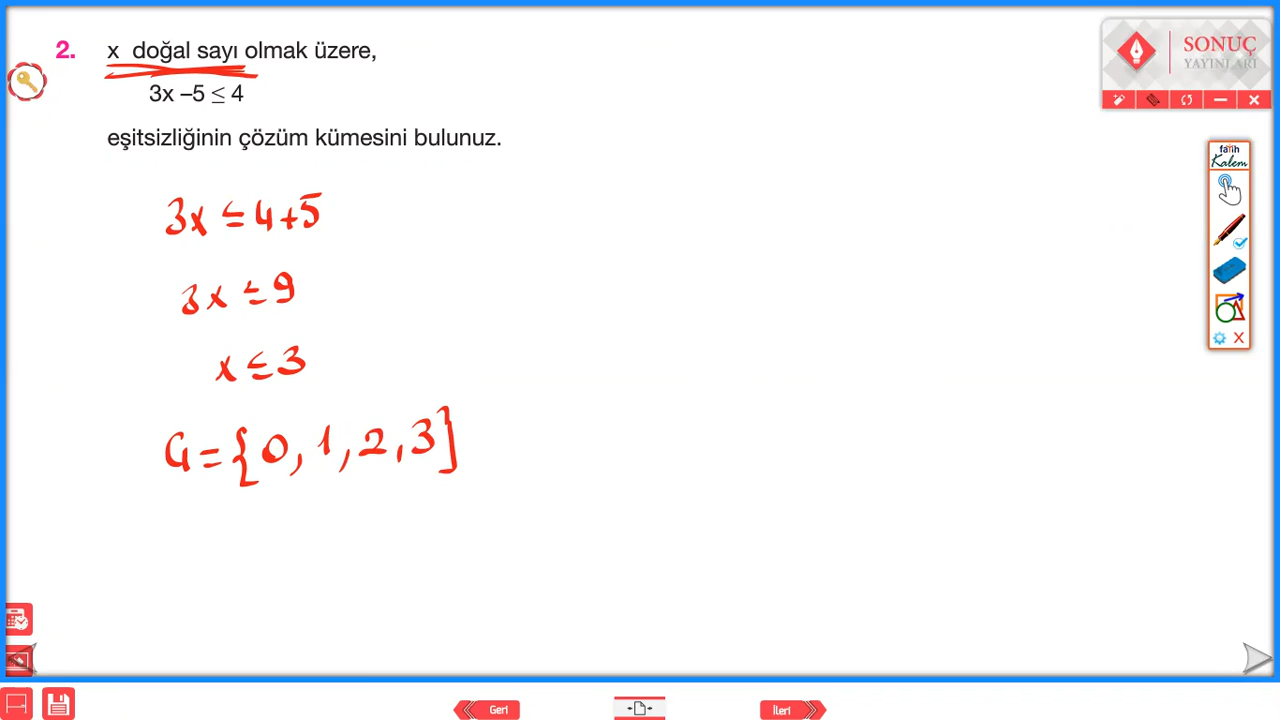 2. x doğal sayı olmak üzere,
3x –5 ≤ 4
eşitsizliğinin çözüm kümesini bulunuz.
3x ≤ 4+5
3x ≤ 9
x ≤ 3
Ç = {0, 1, 2, 3}
SONUÇ
YAYINLARI
fatih
Kalem
Geri
İleri